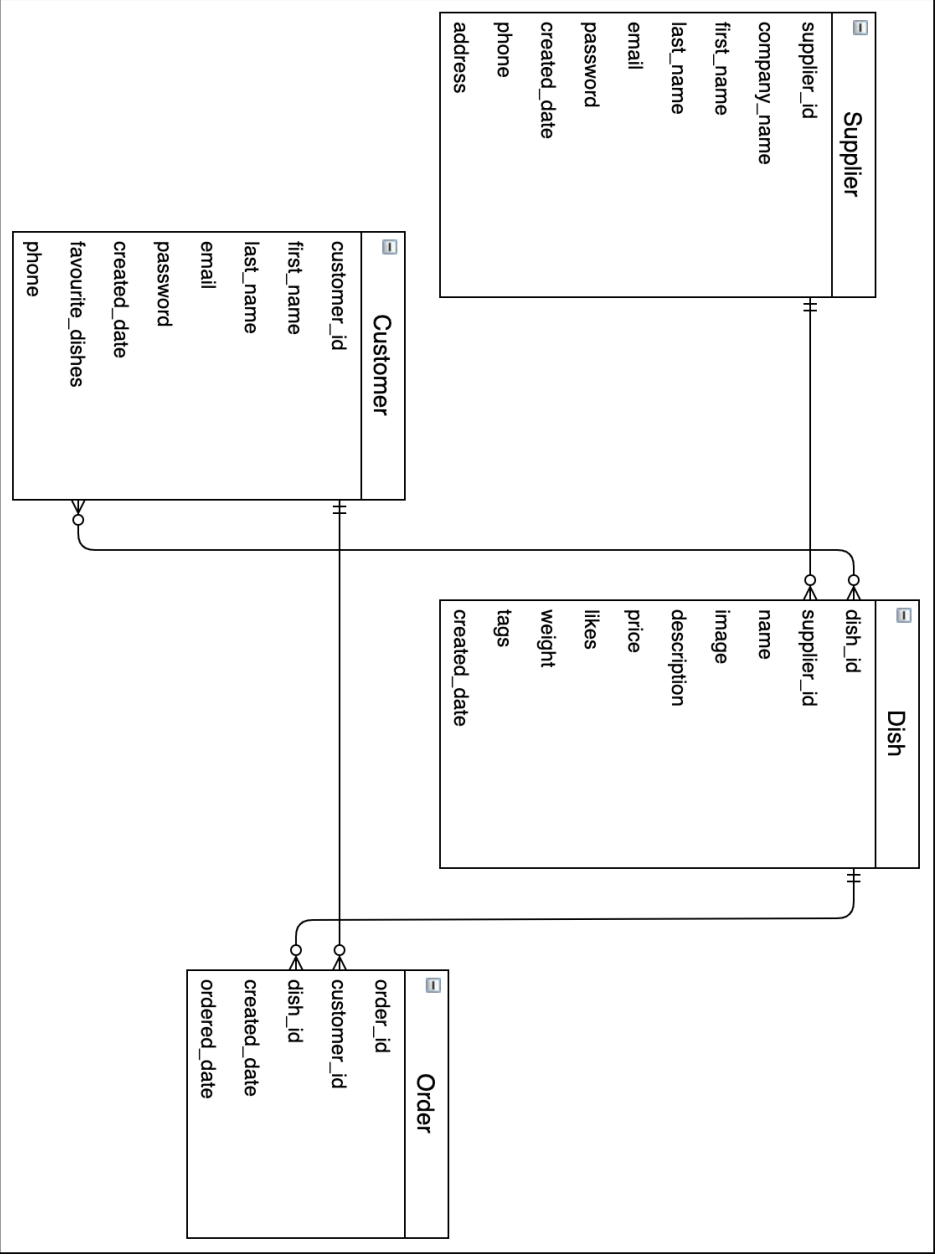 Supplier
supplier_id
company_name
first_name
last_name
email
password
created_date
phone
address
Dish
dish_id
supplier_id
name
image
description
price
likes
weight
tags
created_date
Customer
customer_id
first_name
last_name
email
password
created_date
favourite_dishes
phone
Order
order_id
customer_id
dish_id
created_date
ordered_date